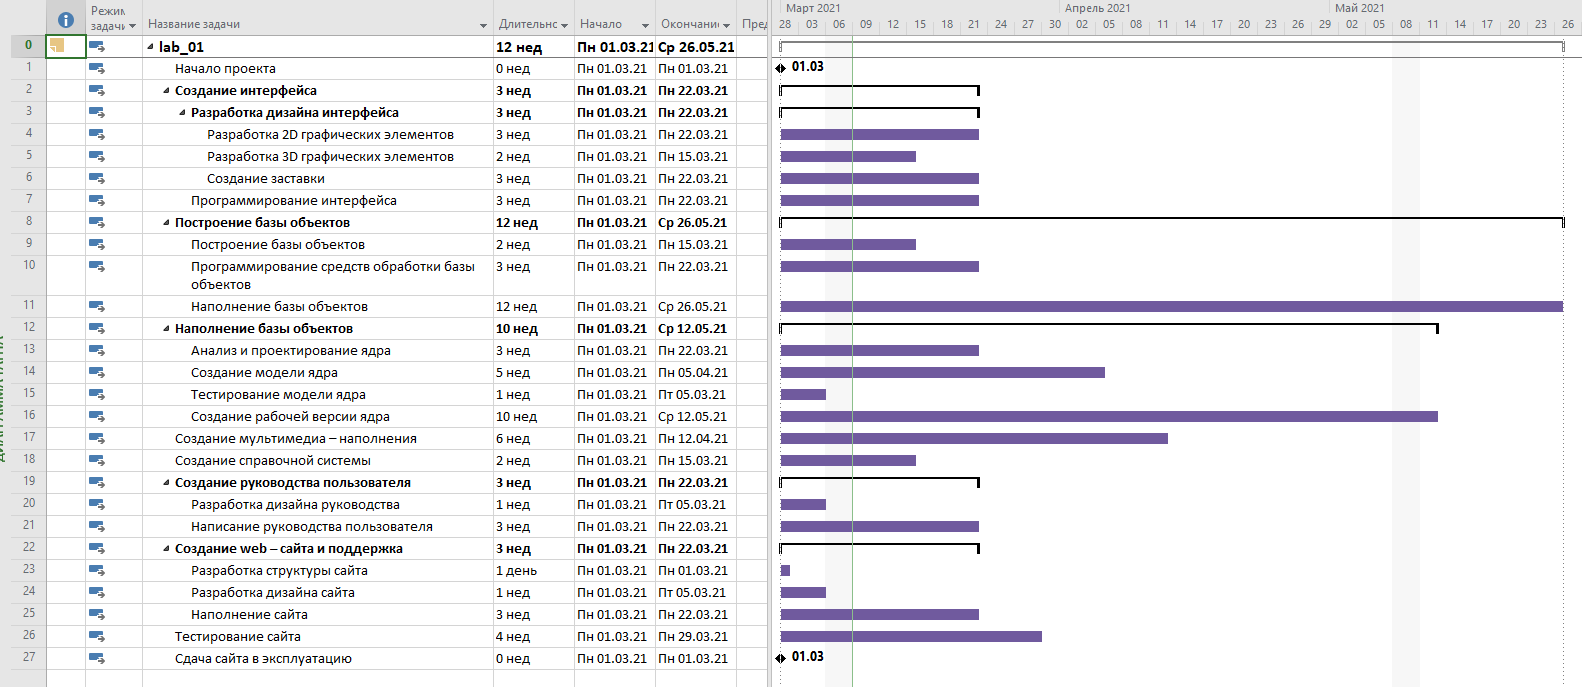 Режим задачи Название задачи Длительнс Начало Окончани Пред
Март 2021 Апрель 2021 Май 2021
28 03 06 09 12 15 18 21 24 27 30 02 05 08 11 14 17 20 23 26 29 02 05 08 11 14 17 20 23 26
0 lab_01 12 нед Пн 01.03.21 Ср 26.05.21
1 Начало проекта 0 нед Пн 01.03.21 Пн 01.03.21 01.03
2 Создание интерфейса 3 нед Пн 01.03.21 Пн 22.03.21
3 Разработка дизайна интерфейса 3 нед Пн 01.03.21 Пн 22.03.21
4 Разработка 2D графических элементов 3 нед Пн 01.03.21 Пн 22.03.21
5 Разработка 3D графических элементов 2 нед Пн 01.03.21 Пн 15.03.21
6 Создание заставки 3 нед Пн 01.03.21 Пн 22.03.21
7 Программирование интерфейса 3 нед Пн 01.03.21 Пн 22.03.21
8 Построение базы объектов 12 нед Пн 01.03.21 Ср 26.05.21
9 Построение базы объектов 2 нед Пн 01.03.21 Пн 15.03.21
10 Программирование средств обработки базы 3 нед Пн 01.03.21 Пн 22.03.21
объектов
11 Наполнение базы объектов 12 нед Пн 01.03.21 Ср 26.05.21
12 Наполнение базы объектов 10 нед Пн 01.03.21 Ср 12.05.21
13 Анализ и проектирование ядра 3 нед Пн 01.03.21 Пн 22.03.21
14 Создание модели ядра 5 нед Пн 01.03.21 Пн 05.04.21
15 Тестирование модели ядра 1 нед Пн 01.03.21 Пт 05.03.21
16 Создание рабочей версии ядра 10 нед Пн 01.03.21 Ср 12.05.21
17 Создание мультимедиа – наполнения 6 нед Пн 01.03.21 Пн 12.04.21
18 Создание справочной системы 2 нед Пн 01.03.21 Пн 15.03.21
19 Создание руководства пользователя 3 нед Пн 01.03.21 Пн 22.03.21
20 Разработка дизайна руководства 1 нед Пн 01.03.21 Пт 05.03.21
21 Написание руководства пользователя 3 нед Пн 01.03.21 Пн 22.03.21
22 Создание web – сайта и поддержка 3 нед Пн 01.03.21 Пн 22.03.21
23 Разработка структуры сайта 1 день Пн 01.03.21 Пн 01.03.21
24 Разработка дизайна сайта 1 нед Пн 01.03.21 Пт 05.03.21
25 Наполнение сайта 3 нед Пн 01.03.21 Пн 22.03.21
26 Тестирование сайта 4 нед Пн 01.03.21 Пн 29.03.21
27 Сдача сайта в эксплуатацию 0 нед Пн 01.03.21 Пн 01.03.21 01.03